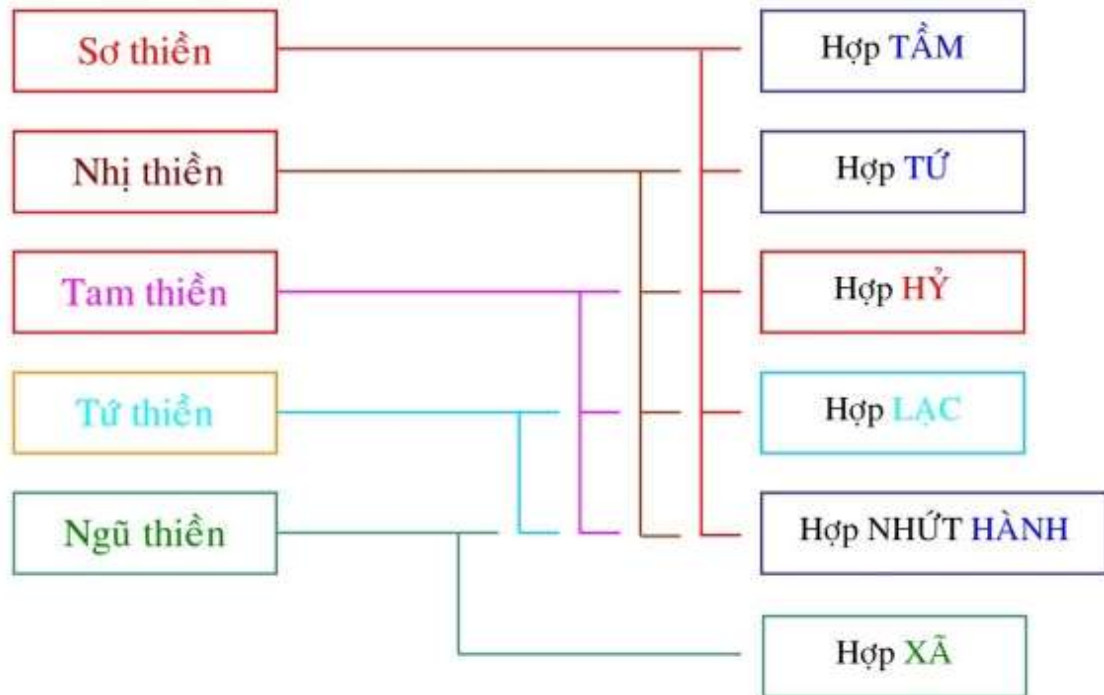 Sơ thiền
Hợp TẦM
Nhị thiền
Hợp TỨ
Tam thiền
Hợp HỶ
Tứ thiền
Hợp LẠC
Ngũ thiền
Hợp NHỨT HÀNH
Hợp XÃ